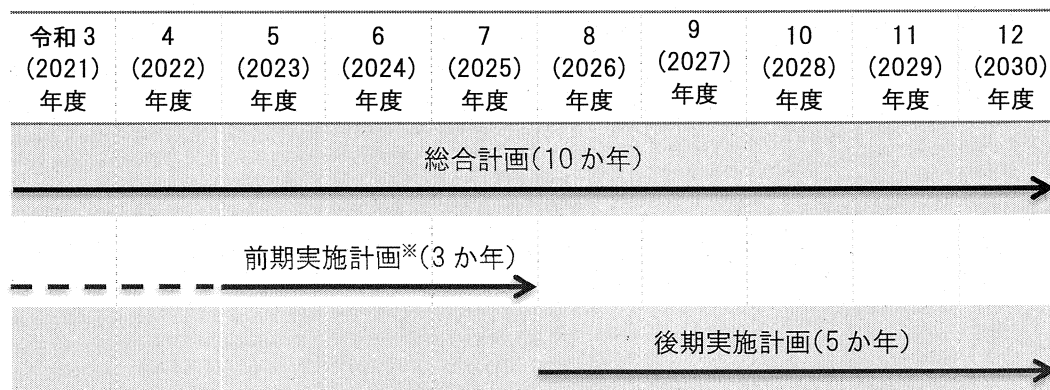 令和3 4 5 6 7 8 9 10 11 12
(2021) (2022) (2023) (2024) (2025) (2026) (2027) (2028) (2029) (2030)
年度 年度 年度 年度 年度 年度 年度 年度 年度 年度
総合計画(10か年)
前期実施計画※(3か年)
後期実施計画(5か年)